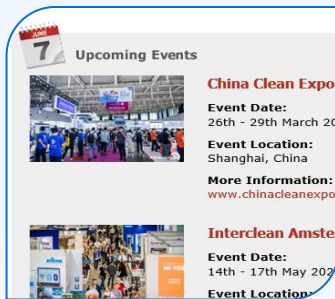 JUNE
7
Upcoming Events
China Clean Expo
Event Date:
26th - 29th March 20
Event Location:
Shanghai, China
More Information:
www.chinacleanexpo
Interclean Amste
Event Date:
14th - 17th May 202
Event Location: